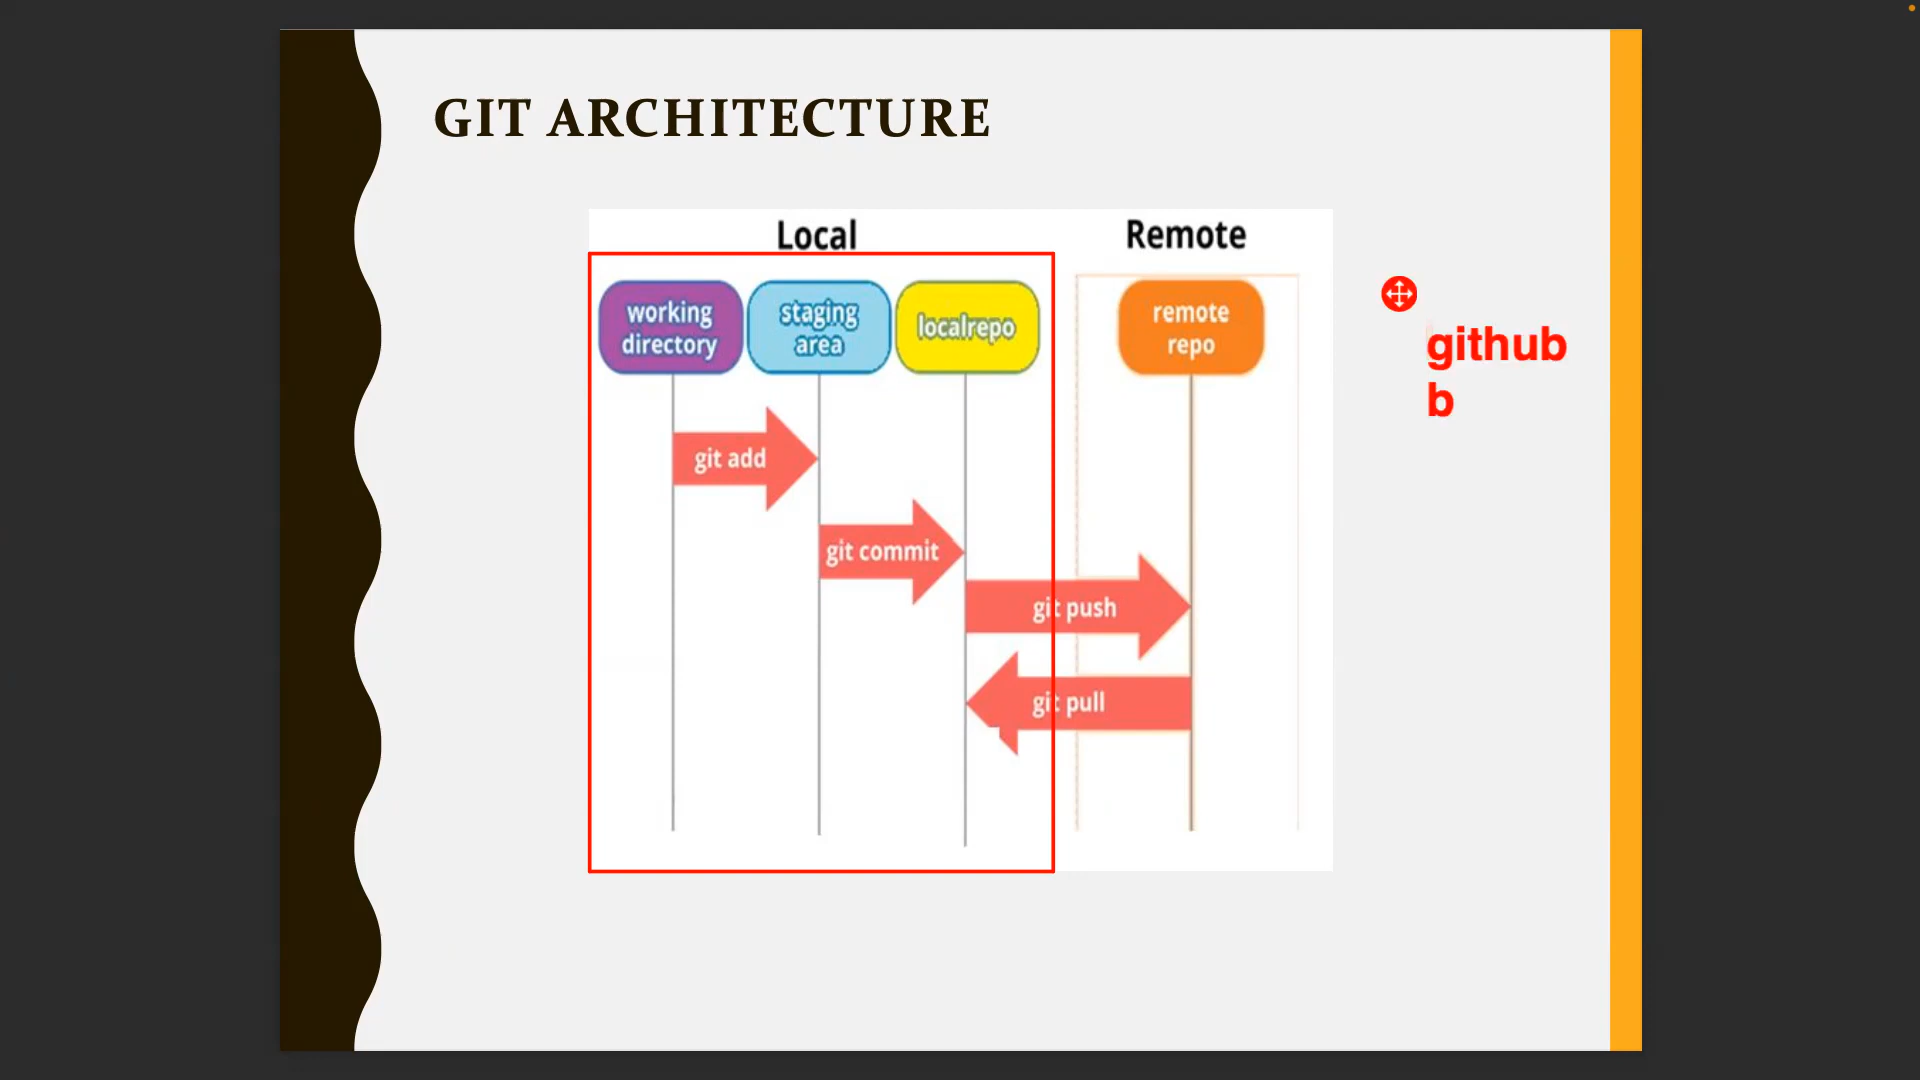 GIT ARCHITECTURE
Local
Remote
working
directory
staging
area
localrepo
remote
repo
github
b
git add
git commit
git push
git pull